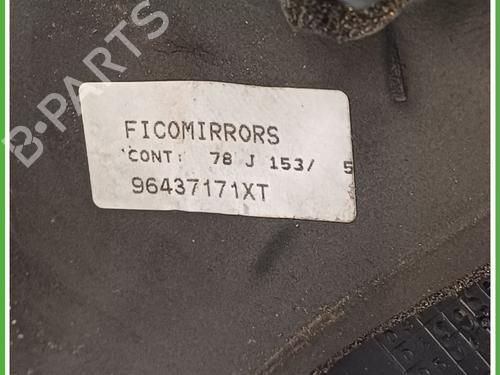 B-PARTS
FICOMIRRORS
'CONT: 78 J 153/ 5
96437171XT